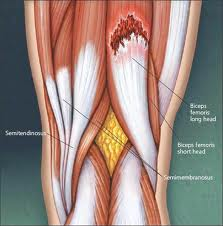 Biceps
femoris
long head
Semitendinosus
Biceps femoris
short head
Semimembranosus